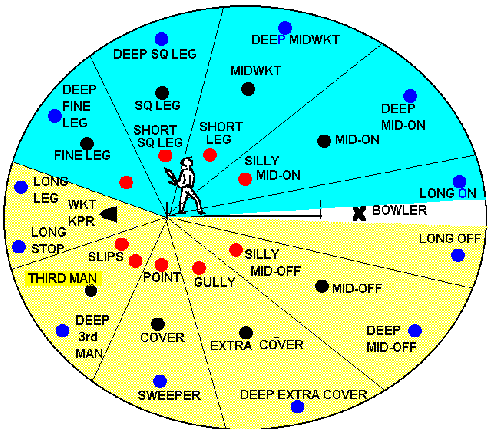 DEEP SQ LEG
DEEP MIDWKT
MIDWKT
DEEP
FINE
LEG
SQ LEG
DEEP
MID-ON
SHORT
SQ LEG
SHORT
LEG
MID-ON
FINE LEG
SILLY
MID-ON
LONG
LEG
WKT
KPR
LONG ON
BOWLER
LONG
STOP
SLIPS
POINT
GULLY
SILLY
MID-OFF
LONG OFF
THIRD MAN
MID-OFF
DEEP
3rd
MAN
COVER
EXTRA COVER
DEEP
MID-OFF
SWEEPER
DEEP EXTRA COVER